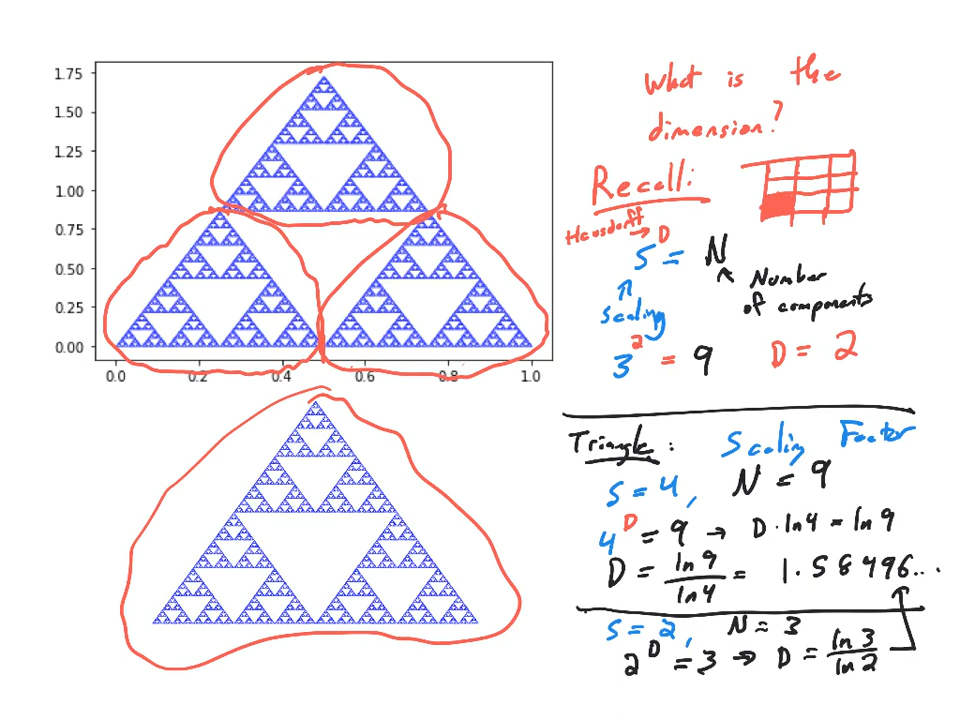 1.75
1.50
1.25
1.00
0.75
0.50
0.25
0.00
0.0 0.2 0.4 0.6 0.8 1.0
What is the
dimension?
Recall:
Hausdorff → D
S = N
↑ Scaling
↖ Number
of components
3² = 9 D = 2
Triangle: Scaling Factor
S = 4, N = 9
4^D = 9 → D · ln 4 = ln 9
D = ln 9 / ln 4 = 1.58496...
S = 2, N = 3
2^D = 3 → D = ln 3 / ln 2